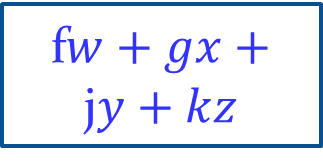 fw + gx +
jy + kz